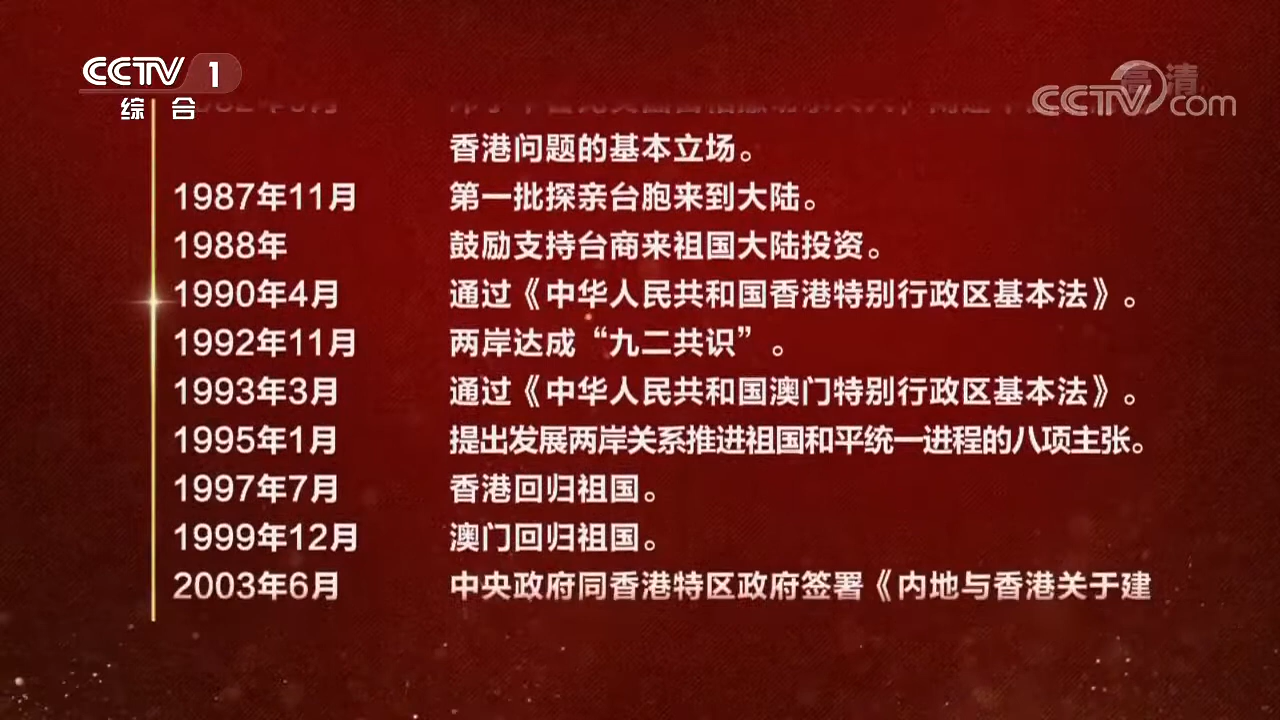 CCTV 1
综合
高清
CCTV.com
香港问题的基本立场。
1987年11月 第一批探亲台胞来到大陆。
1988年 鼓励支持台商来祖国大陆投资。
1990年4月 通过《中华人民共和国香港特别行政区基本法》。
1992年11月 两岸达成“九二共识”。
1993年3月 通过《中华人民共和国澳门特别行政区基本法》。
1995年1月 提出发展两岸关系推进祖国和平统一进程的八项主张。
1997年7月 香港回归祖国。
1999年12月 澳门回归祖国。
2003年6月 中央政府同香港特区政府签署《内地与香港关于建